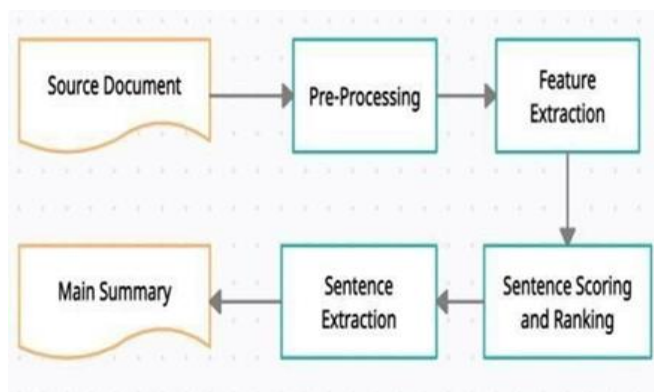 Source Document
Pre-Processing
Feature
Extraction
Sentence Scoring
and Ranking
Sentence
Extraction
Main Summary